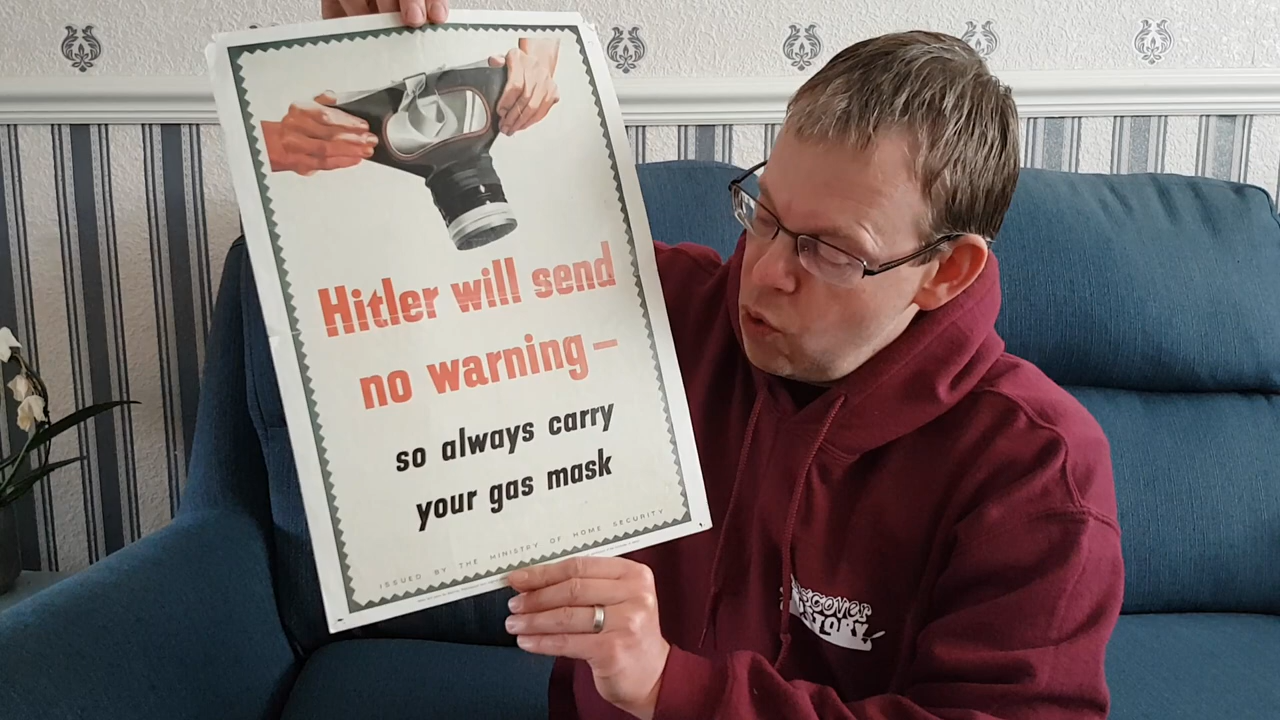 Hitler will send
no warning –
so always carry
your gas mask
ISSUED BY THE MINISTRY OF HOME SECURITY